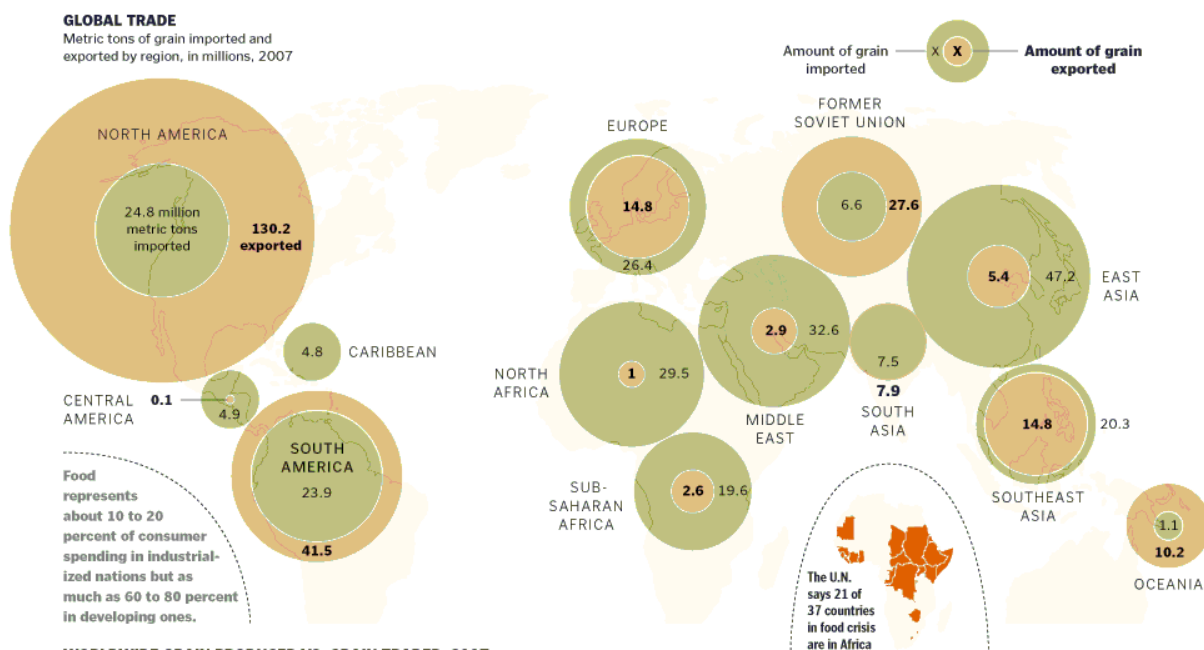 GLOBAL TRADE
Metric tons of grain imported and
exported by region, in millions, 2007
Amount of grain
imported
X
X
Amount of grain
exported
NORTH AMERICA
24.8 million
metric tons
imported
130.2
exported
EUROPE
14.8
26.4
FORMER
SOVIET UNION
6.6
27.6
5.4
47.2
EAST
ASIA
2.9
32.6
MIDDLE
EAST
7.5
7.9
SOUTH
ASIA
4.8
CARIBBEAN
NORTH
AFRICA
1
29.5
CENTRAL
AMERICA
0.1
4.9
SOUTH
AMERICA
23.9
41.5
SUB-
SAHARAN
AFRICA
2.6
19.6
14.8
20.3
SOUTHEAST
ASIA
1.1
10.2
OCEANIA
Food
represents
about 10 to 20
percent of consumer
spending in industrial-
ized nations but as
much as 60 to 80 percent
in developing ones.
The U.N.
says 21 of
37 countries
in food crisis
are in Africa